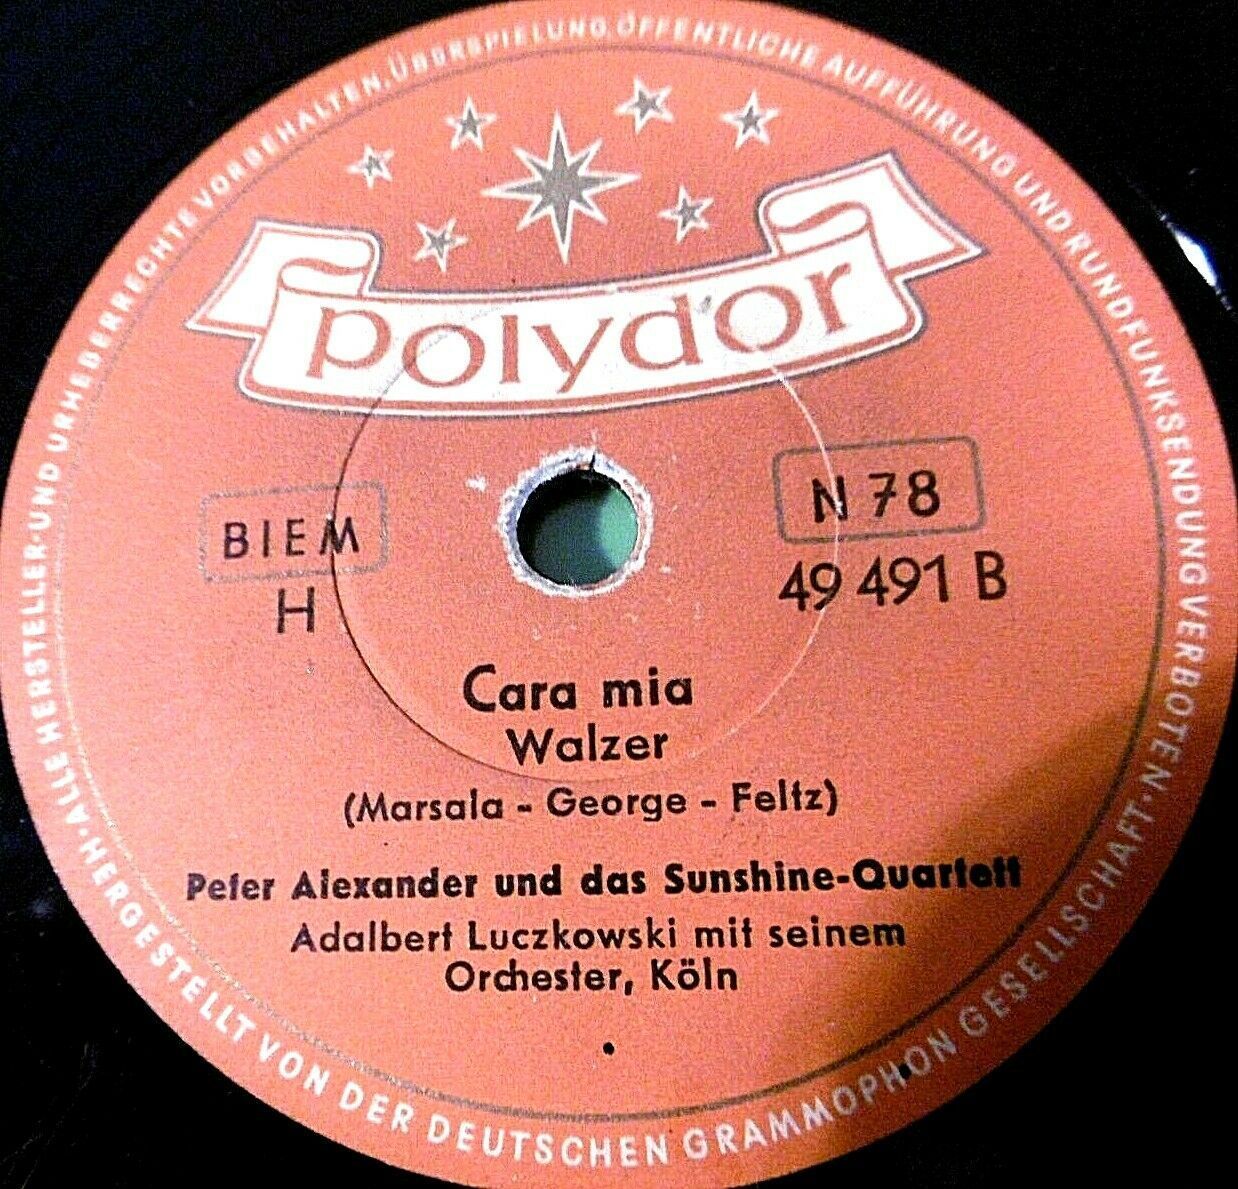 polydor
BIEM
H
N 78
49 491 B
Cara mia
Walzer
(Marsala - George - Feltz)
Peter Alexander und das Sunshine-Quartett
Adalbert Luczkowski mit seinem
Orchester, Köln
·ALLE HERSTELLER-UND URHEBERRECHTE VORBEHALTEN, ÜBERSPIELUNG, ÖFFENTLICHE AUFFÜHRUNG UND RUNDFUNKSENDUNG VERBOTEN·
HERGESTELLT VON DER DEUTSCHEN GRAMMOPHON GESELLSCHAFT·